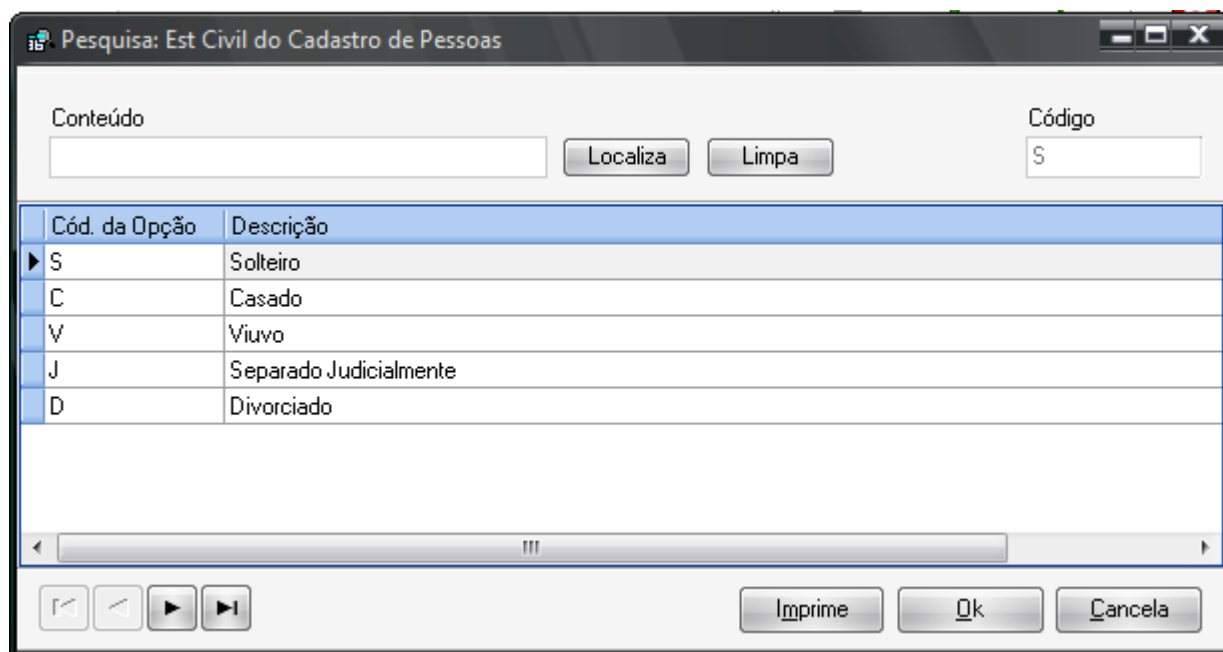 Pesquisa: Est Civil do Cadastro de Pessoas
Conteúdo
Código
Localiza
Limpa
S
Cód. da Opção Descrição
S Solteiro
C Casado
V Viuvo
J Separado Judicialmente
D Divorciado
Imprime
Ok
Cancela